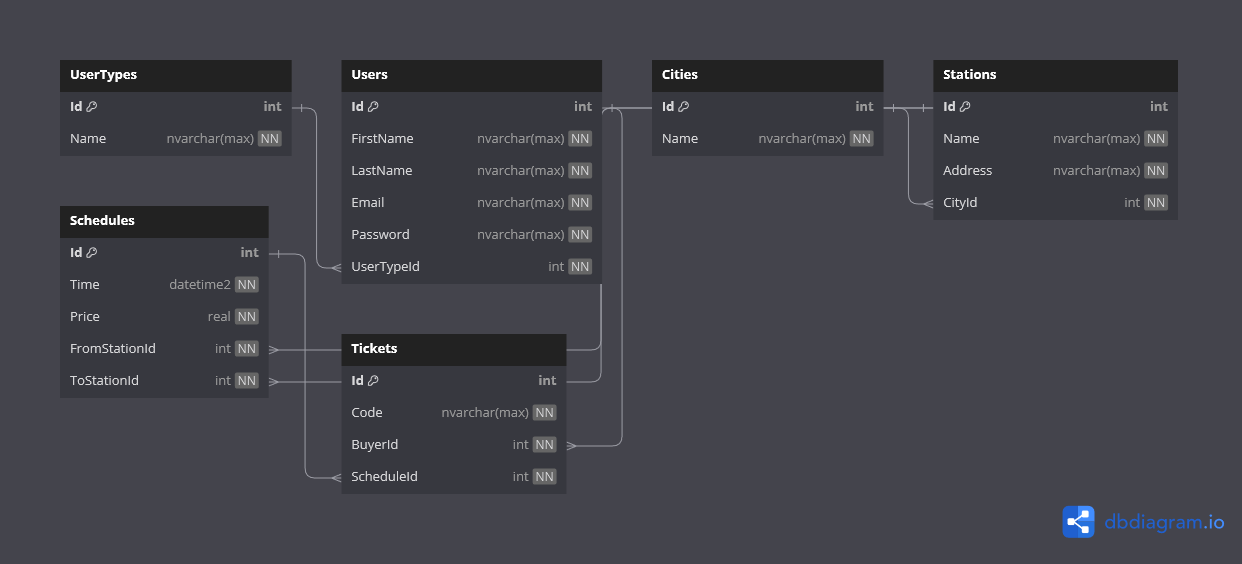 UserTypes
Id int
Name nvarchar(max) NN
Users
Id int
FirstName nvarchar(max) NN
LastName nvarchar(max) NN
Email nvarchar(max) NN
Password nvarchar(max) NN
UserTypeId int NN
Cities
Id int
Name nvarchar(max) NN
Stations
Id int
Name nvarchar(max) NN
Address nvarchar(max) NN
CityId int NN
Schedules
Id int
Time datetime2 NN
Price real NN
FromStationId int NN
ToStationId int NN
Tickets
Id int
Code nvarchar(max) NN
BuyerId int NN
ScheduleId int NN
dbdiagram.io